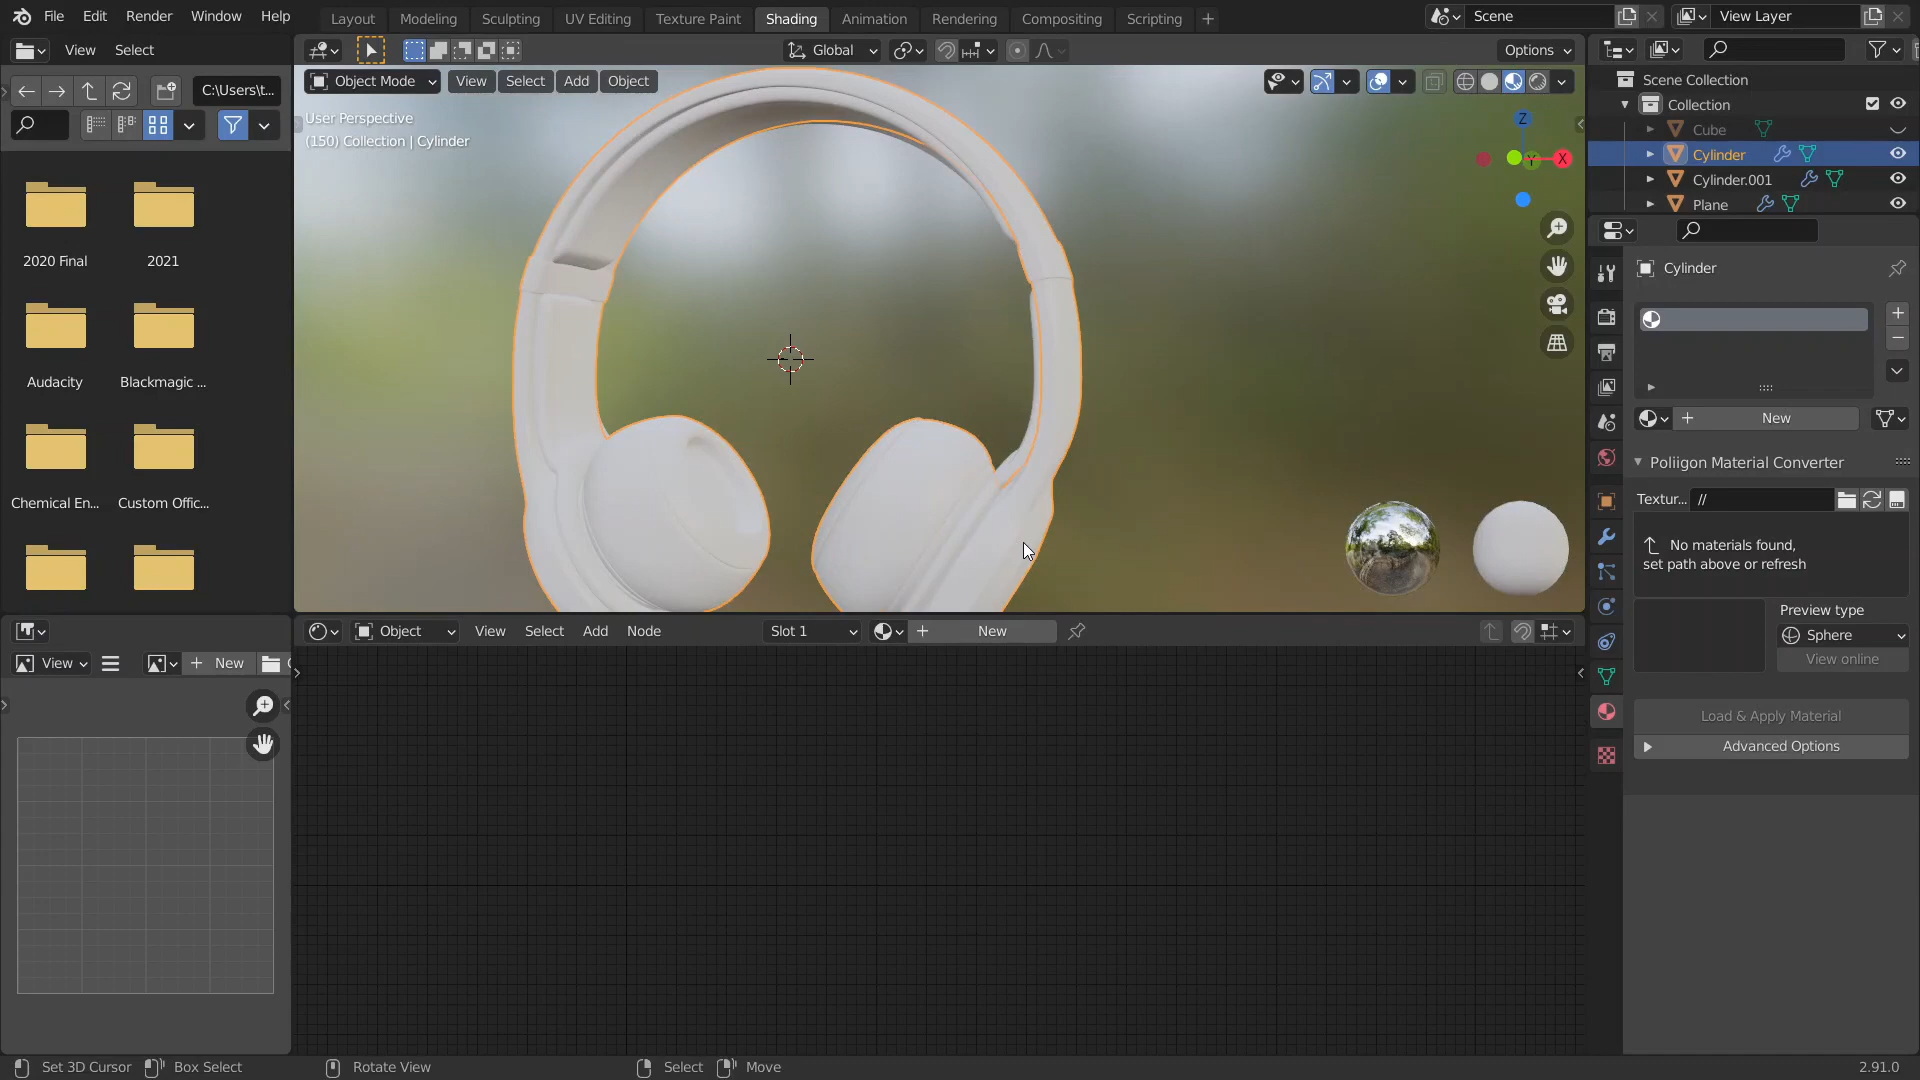 File Edit Render Window Help
Layout Modeling Sculpting UV Editing Texture Paint Shading Animation Rendering Compositing Scripting +
Scene
View Layer
View Select
Global
Options
C:\Users\t...
Object Mode View Select Add Object
User Perspective
(150) Collection | Cylinder
Z
Y
X
Scene Collection
Collection
Cube
Cylinder
Cylinder.001
Plane
2020 Final
2021
Audacity
Blackmagic ...
Chemical En...
Custom Offic...
Cylinder
+ New
Poliigon Material Converter
Textur... //
No materials found,
set path above or refresh
Preview type
Sphere
View online
Load & Apply Material
Advanced Options
Object View Select Add Node
Slot 1
+ New
View
+ New
Set 3D Cursor
Box Select
Rotate View
Select
Move
2.91.0